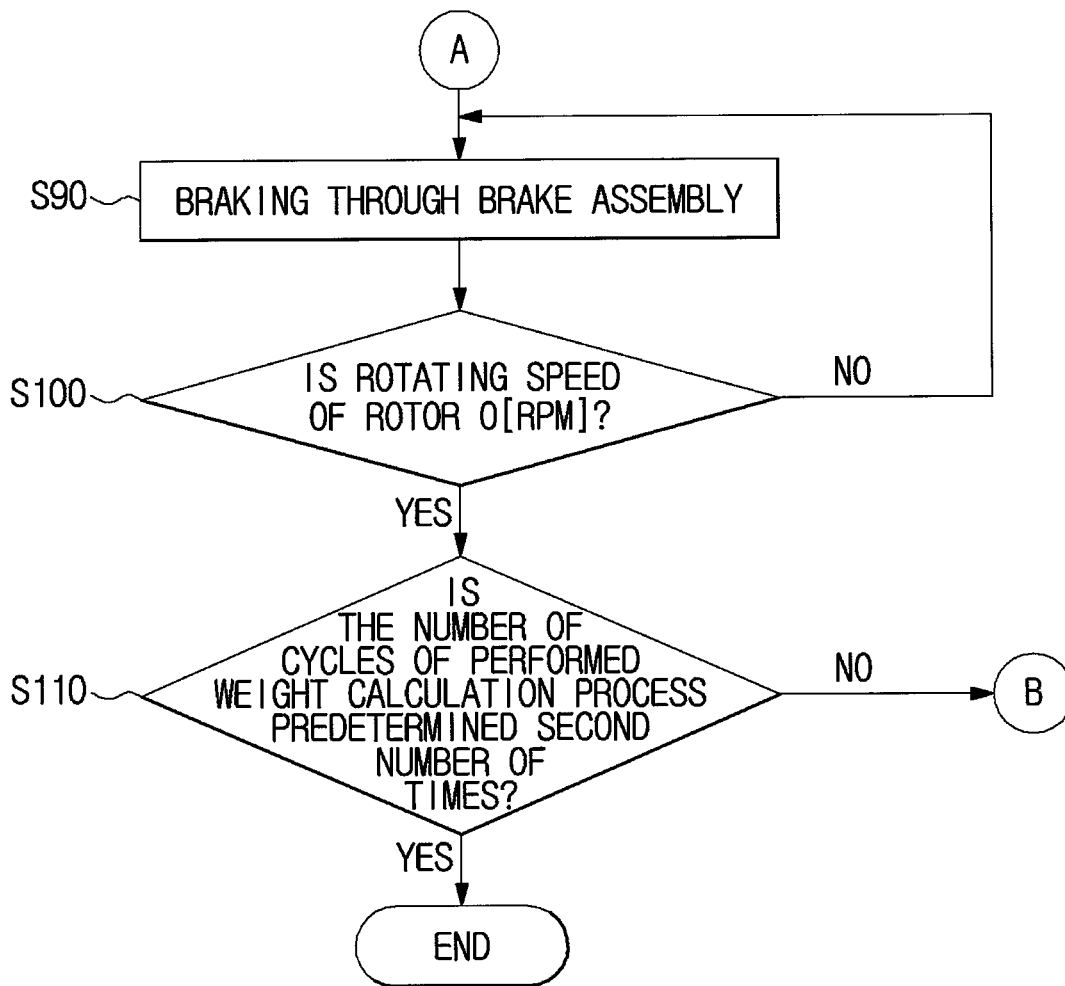 A
S90
BRAKING THROUGH BRAKE ASSEMBLY
S100
IS ROTATING SPEED
OF ROTOR 0[RPM]?
NO
YES
S110
IS
THE NUMBER OF
CYCLES OF PERFORMED
WEIGHT CALCULATION PROCESS
PREDETERMINED SECOND
NUMBER OF
TIMES?
NO
B
YES
END